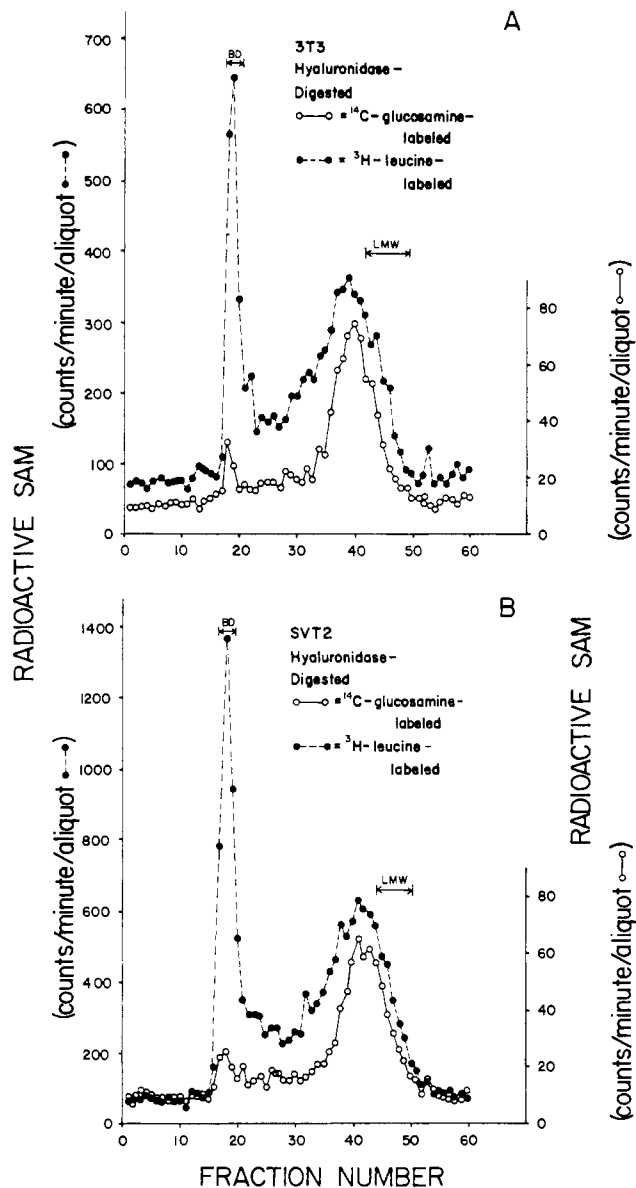 A
3T3
Hyaluronidase-
Digested
○—○ = ¹⁴C-glucosamine-
labeled
●--● = ³H-leucine-
labeled
BD
LMW
700
600
500
400
300
200
100
0
80
60
40
20
0
0
10
20
30
40
50
60
(counts/minute/aliquot ●--●)
(counts/minute/aliquot ○—○)
RADIOACTIVE SAM
B
SVT2
Hyaluronidase-
Digested
○—○ = ¹⁴C-glucosamine-
labeled
●--● = ³H-leucine-
labeled
BD
LMW
1400
1200
1000
800
600
400
200
0
80
60
40
20
0
0
10
20
30
40
50
60
(counts/minute/aliquot ●--●)
RADIOACTIVE SAM
(counts/minute/aliquot ○—○)
FRACTION NUMBER